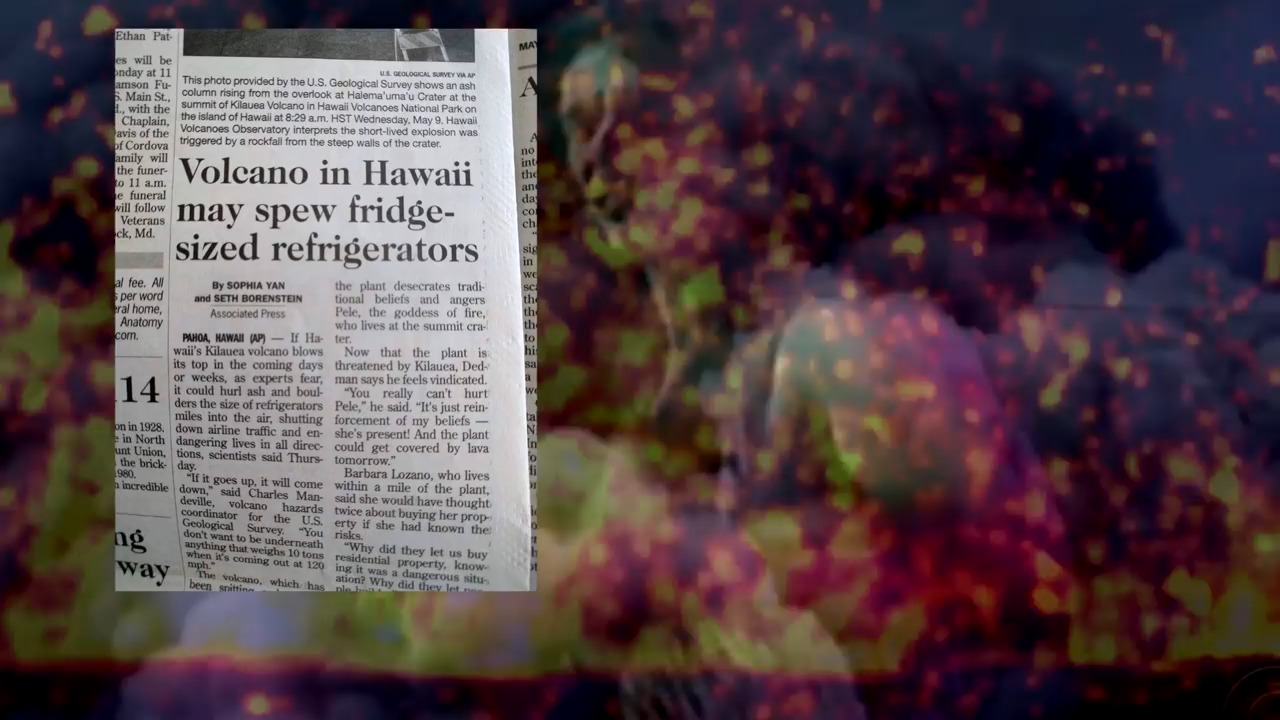 Ethan Pat-
es will be
onday at 11
amson Fu-
S. Main St.,
with the
Chaplain,
avis of the
of Cordova
amily will
the funer-
to 11 a.m.
e funeral
will follow
Veterans
ck, Md.
al fee. All
s per word
eral home,
Anatomy
com.
14
on in 1928.
e in North
unt Union,
the brick-
980.
incredible
ng
way
U.S. GEOLOGICAL SURVEY VIA AP
This photo provided by the U.S. Geological Survey shows an ash
column rising from the overlook at Halema'uma'u Crater at the
summit of Kilauea Volcano in Hawaii Volcanoes National Park on
the island of Hawaii at 8:29 a.m. HST Wednesday, May 9. Hawaii
Volcanoes Observatory interprets the short-lived explosion was
triggered by a rockfall from the steep walls of the crater.
Volcano in Hawaii
may spew fridge-
sized refrigerators
By SOPHIA YAN
and SETH BORENSTEIN
Associated Press
PAHOA, HAWAII (AP) — If Ha-
waii's Kilauea volcano blows
its top in the coming days
or weeks, as experts fear,
it could hurl ash and boul-
ders the size of refrigerators
miles into the air, shutting
down airline traffic and en-
dangering lives in all direc-
tions, scientists said Thurs-
day.
"If it goes up, it will come
down," said Charles Man-
deville, volcano hazards
coordinator for the U.S.
Geological Survey. "You
don't want to be underneath
anything that weighs 10 tons
when it's coming out at 120
mph."
The volcano, which has
been spitting
the plant desecrates tradi-
tional beliefs and angers
Pele, the goddess of fire,
who lives at the summit cra-
ter.
Now that the plant is
threatened by Kilauea, Ded-
man says he feels vindicated.
"You really can't hurt
Pele," he said. "It's just rein-
forcement of my beliefs —
she's present! And the plant
could get covered by lava
tomorrow."
Barbara Lozano, who lives
within a mile of the plant,
said she would have thought
twice about buying her prop-
erty if she had known the
risks.
"Why did they let us buy
residential property, know-
ing it was a dangerous situ-
ation? Why did they let
MAY
A